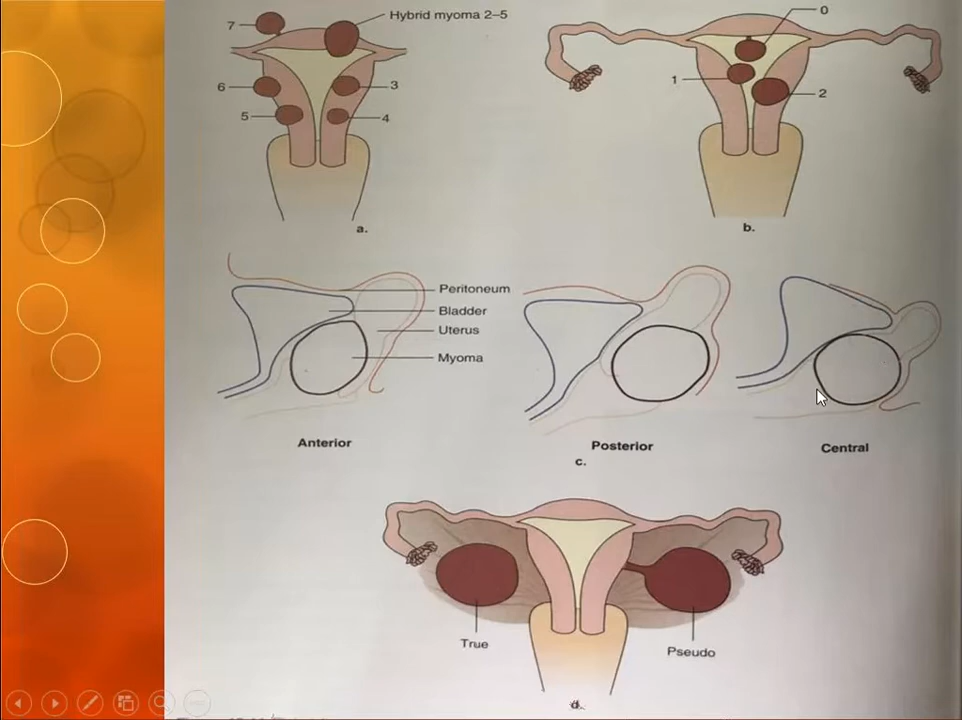 7
Hybrid myoma 2–5
6
3
5
4
a.
0
1
2
b.
Peritoneum
Bladder
Uterus
Myoma
Anterior
Posterior
Central
c.
True
Pseudo
d.